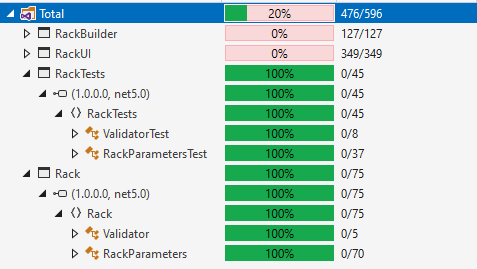 Total 20% 476/596
RackBuilder 0% 127/127
RackUI 0% 349/349
RackTests 100% 0/45
(1.0.0.0, net5.0) 100% 0/45
RackTests 100% 0/45
ValidatorTest 100% 0/8
RackParametersTest 100% 0/37
Rack 100% 0/75
(1.0.0.0, net5.0) 100% 0/75
Rack 100% 0/75
Validator 100% 0/5
RackParameters 100% 0/70